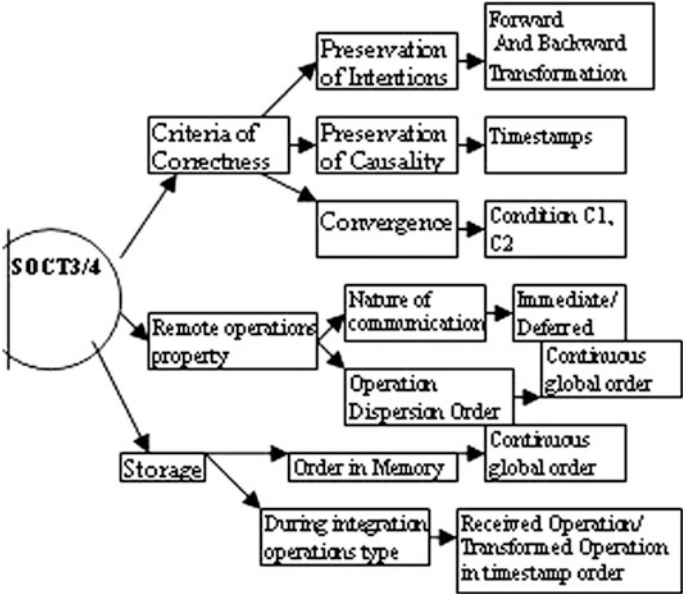 SOCT3/4
Criteria of
Correctness
Preservation
of Intentions
Forward
And Backward
Transformation
Preservation
of Causality
Timestamps
Convergence
Condition C1,
C2
Remote operations
property
Nature of
communication
Immediate/
Deferred
Operation
Dispersion Order
Continuous
global order
Storage
Order in Memory
Continuous
global order
During integration
operations type
Received Operation/
Transformed Operation
in timestamp order